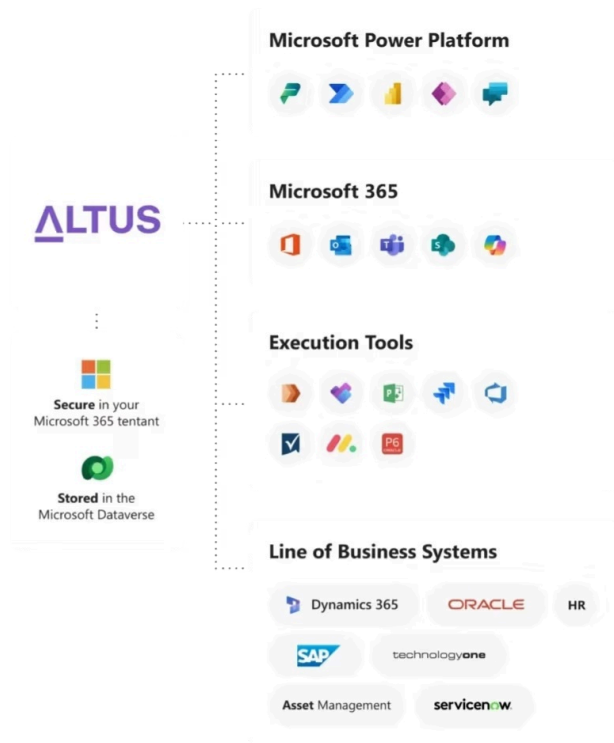 Microsoft Power Platform
Microsoft 365
ALTUS
Execution Tools
Secure in your
Microsoft 365 tentant
P6
ORACLE
Stored in the
Microsoft Dataverse
Line of Business Systems
Dynamics 365
ORACLE
HR
SAP
technologyone
Asset Management
servicenow